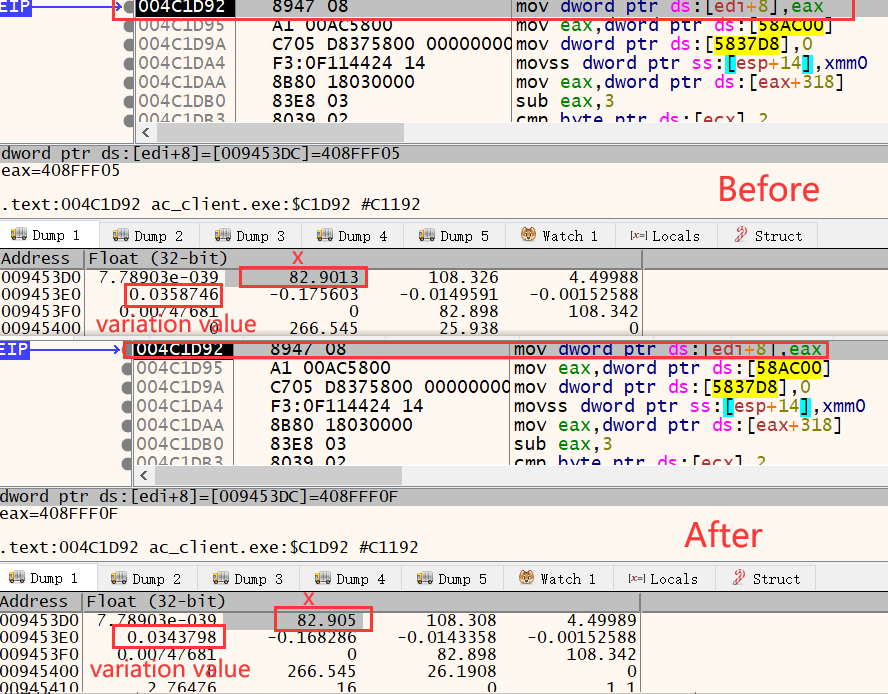 EIP
004C1D92 8947 08 mov dword ptr ds:[edi+8],eax
004C1D95 A1 00AC5800 mov eax,dword ptr ds:[58AC00]
004C1D9A C705 D8375800 00000000 mov dword ptr ds:[5837D8],0
004C1DA4 F3:0F114424 14 movss dword ptr ss:[esp+14],xmm0
004C1DAA 8B80 18030000 mov eax,dword ptr ds:[eax+318]
004C1DB0 83E8 03 sub eax,3
004C1DB3 8039 02 cmp byte ptr ds:[ecx],2
dword ptr ds:[edi+8]=[009453DC]=408FFF05
eax=408FFF05
Before
.text:004C1D92 ac_client.exe:$C1D92 #C1192
Dump 1 Dump 2 Dump 3 Dump 4 Dump 5 Watch 1 [x=] Locals Struct
Address Float (32-bit) X
009453D0 7.78903e-039 82.9013 108.326 4.49988
009453E0 0.0358746 -0.175603 -0.0149591 -0.00152588
009453F0 0.00747681 0 82.898 108.342
variation value
00945400 0 266.545 25.938 0
EIP
004C1D92 8947 08 mov dword ptr ds:[edi+8],eax
004C1D95 A1 00AC5800 mov eax,dword ptr ds:[58AC00]
004C1D9A C705 D8375800 00000000 mov dword ptr ds:[5837D8],0
004C1DA4 F3:0F114424 14 movss dword ptr ss:[esp+14],xmm0
004C1DAA 8B80 18030000 mov eax,dword ptr ds:[eax+318]
004C1DB0 83E8 03 sub eax,3
004C1DB3 8039 02 cmp byte ptr ds:[ecx],2
dword ptr ds:[edi+8]=[009453DC]=408FFF0F
eax=408FFF0F
After
.text:004C1D92 ac_client.exe:$C1D92 #C1192
Dump 1 Dump 2 Dump 3 Dump 4 Dump 5 Watch 1 [x=] Locals Struct
Address Float (32-bit) X
009453D0 7.78903e-039 82.905 108.308 4.49989
009453E0 0.0343798 -0.168286 -0.0143358 -0.00152588
009453F0 0.00747681 0 82.898 108.342
variation value
00945400 0 266.545 26.1908 0
00945410 2.76476 16 0 1.1